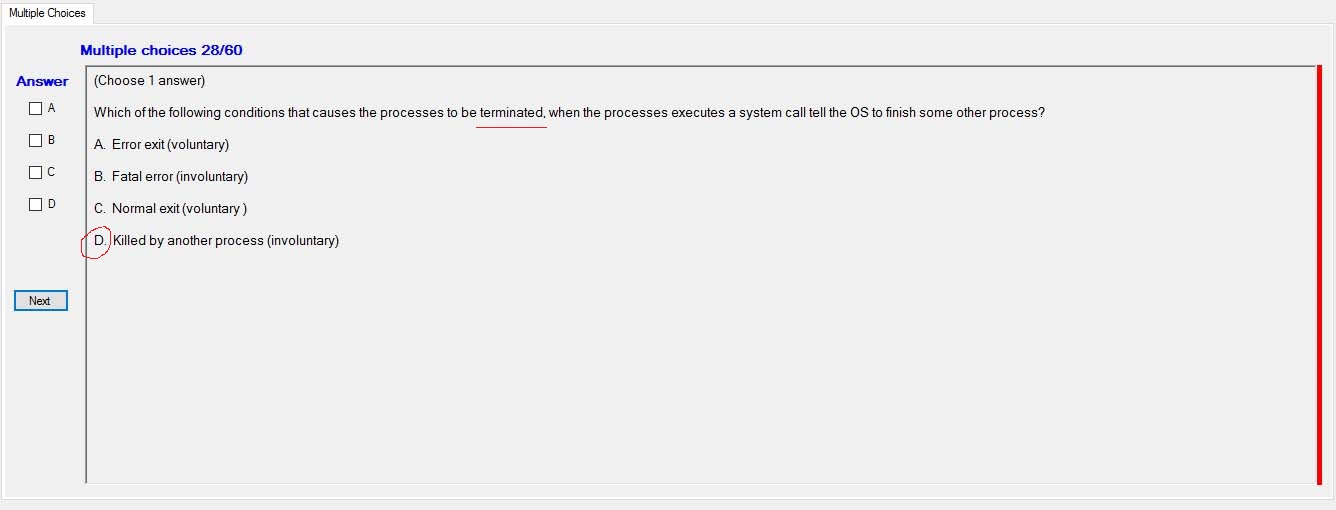 Multiple Choices
Multiple choices 28/60
Answer
A
B
C
D
Next
(Choose 1 answer)
Which of the following conditions that causes the processes to be terminated, when the processes executes a system call tell the OS to finish some other process?
A. Error exit (voluntary)
B. Fatal error (involuntary)
C. Normal exit (voluntary )
D. Killed by another process (involuntary)